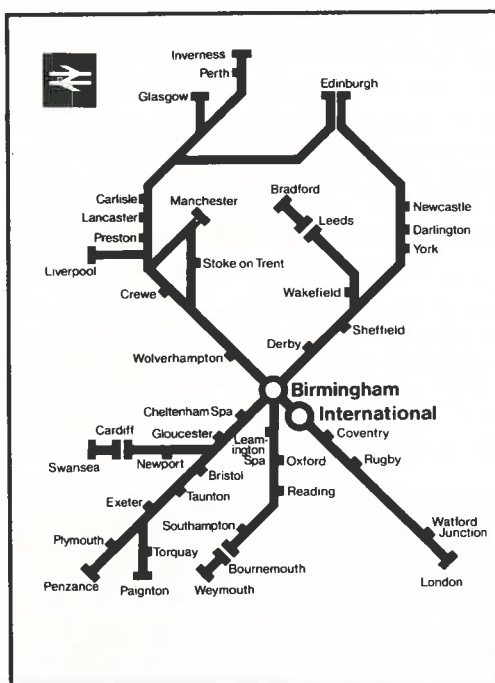 Inverness
Perth
Glasgow
Edinburgh
Carlisle
Lancaster
Preston
Liverpool
Manchester
Stoke on Trent
Crewe
Bradford
Leeds
Wakefield
Newcastle
Darlington
York
Sheffield
Derby
Wolverhampton
Birmingham
International
Cheltenham Spa
Gloucester
Cardiff
Swansea
Newport
Bristol
Taunton
Exeter
Plymouth
Penzance
Torquay
Paignton
Leam-
ington
Spa
Oxford
Reading
Southampton
Bournemouth
Weymouth
Coventry
Rugby
Watford
Junction
London